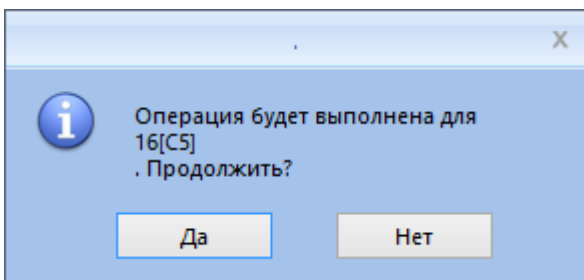 .
X
Операция будет выполнена для
16[C5]
. Продолжить?
Да
Нет